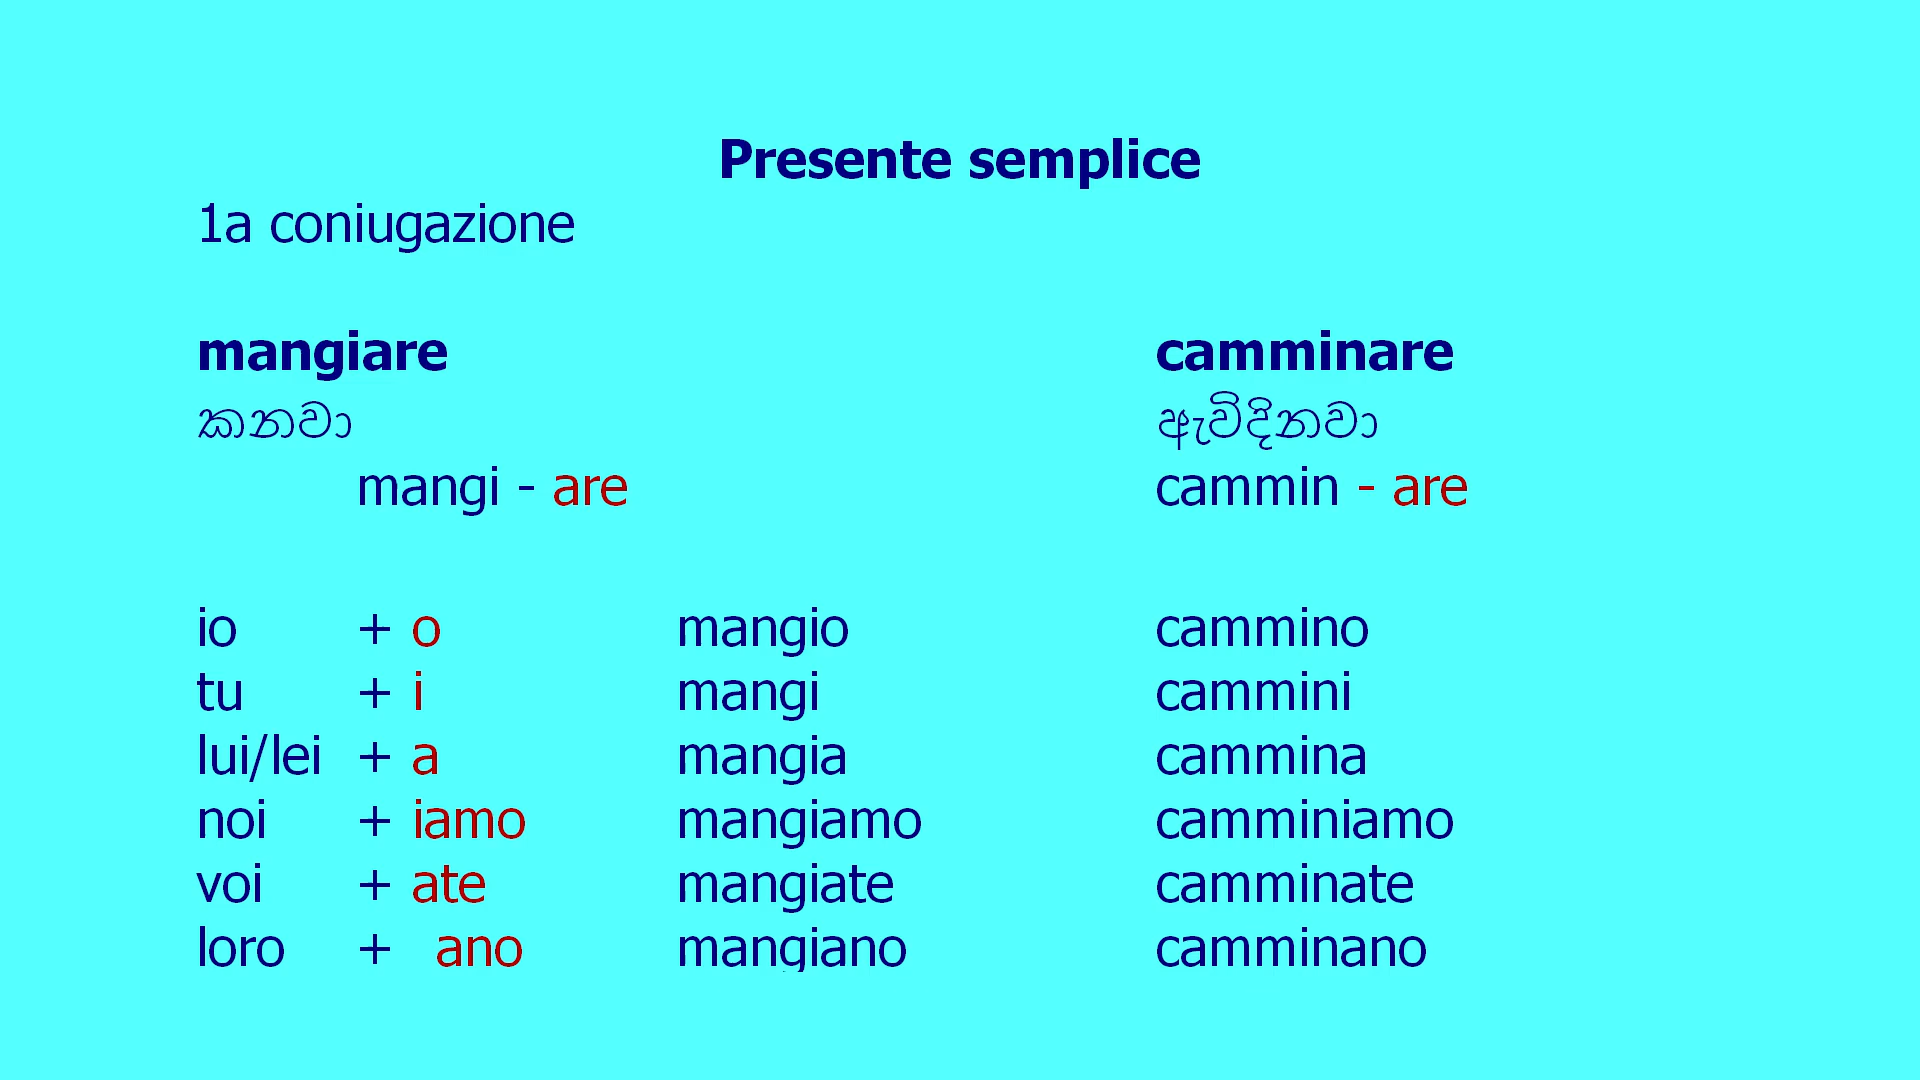 Presente semplice
1a coniugazione
mangiare camminare
කනවා ඇවිදිනවා
mangi - are cammin - are
io + o mangio cammino
tu + i mangi cammini
lui/lei + a mangia cammina
noi + iamo mangiamo camminiamo
voi + ate mangiate camminate
loro + ano mangiano camminano